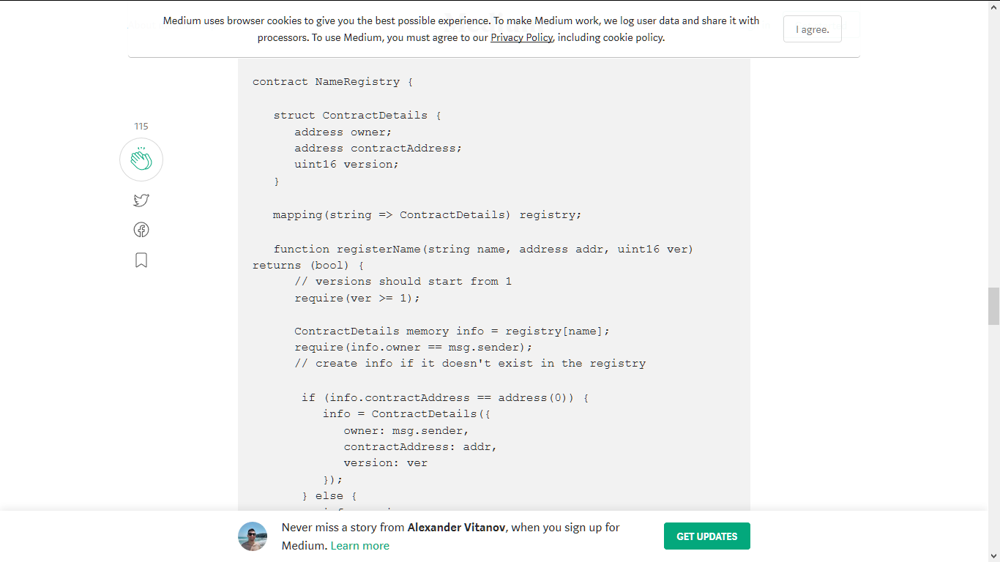 Medium uses browser cookies to give you the best possible experience. To make Medium work, we log user data and share it with
processors. To use Medium, you must agree to our Privacy Policy, including cookie policy.
I agree.
contract NameRegistry {
struct ContractDetails {
address owner;
address contractAddress;
uint16 version;
}
mapping(string => ContractDetails) registry;
function registerName(string name, address addr, uint16 ver)
returns (bool) {
// versions should start from 1
require(ver >= 1);
ContractDetails memory info = registry[name];
require(info.owner == msg.sender);
// create info if it doesn't exist in the registry
if (info.contractAddress == address(0)) {
info = ContractDetails({
owner: msg.sender,
contractAddress: addr,
version: ver
});
} else {
115
Never miss a story from Alexander Vitanov, when you sign up for
Medium. Learn more
GET UPDATES